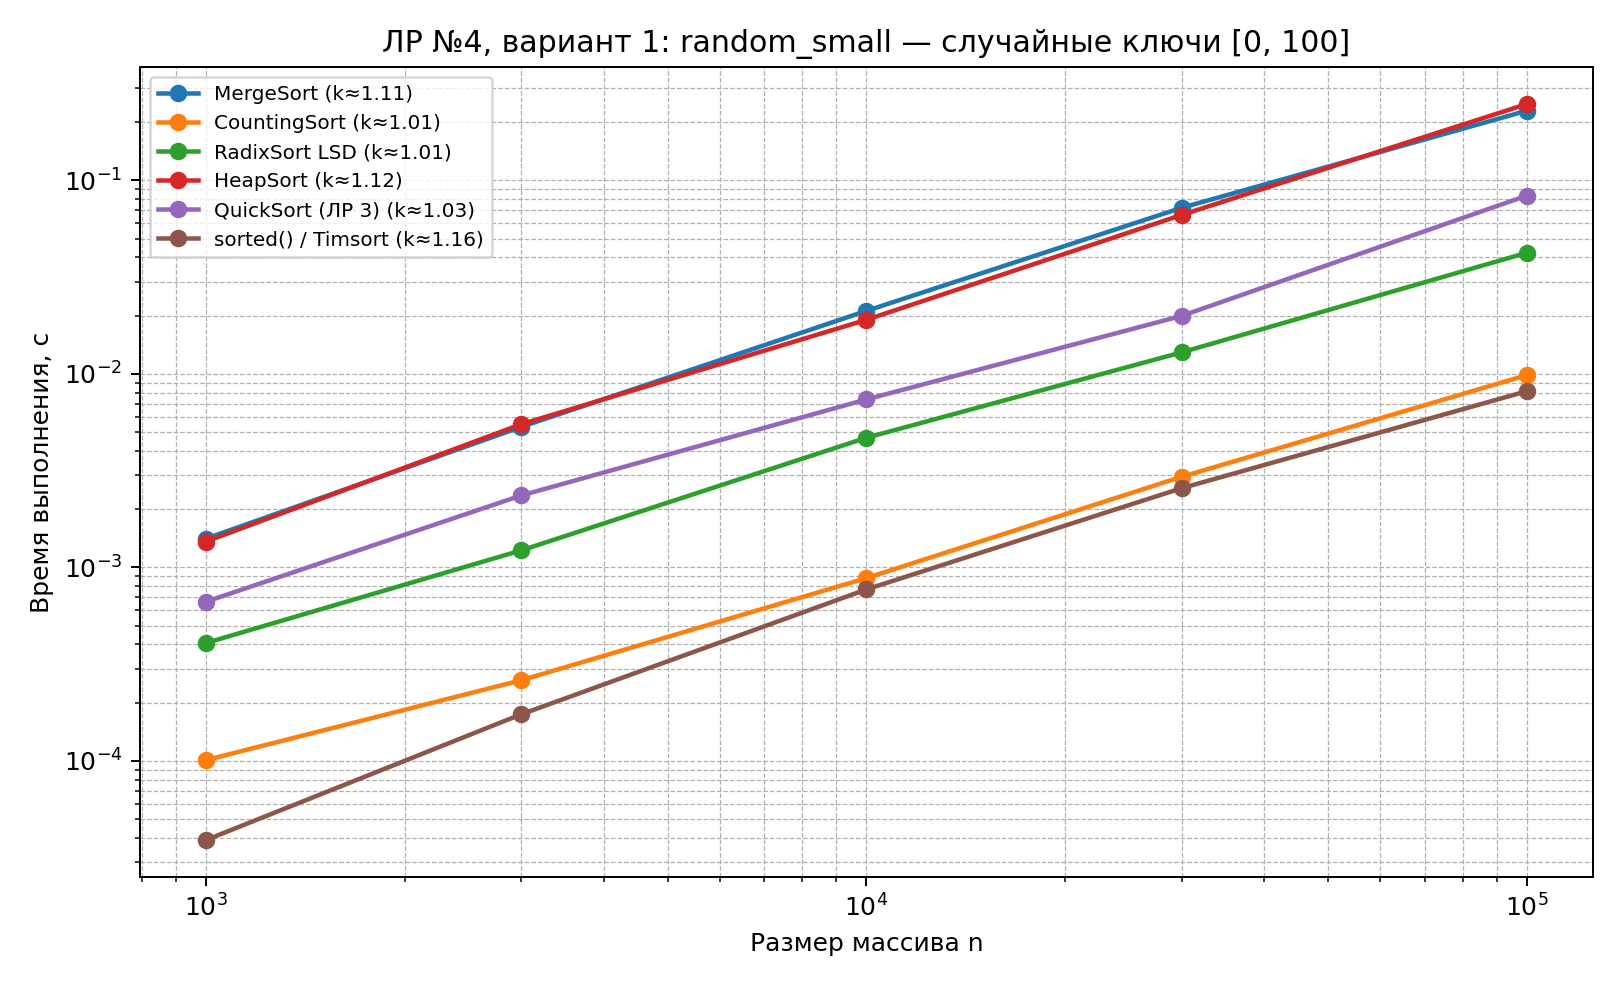 ЛР №4, вариант 1: random_small — случайные ключи [0, 100]
MergeSort (k≈1.11)
CountingSort (k≈1.01)
RadixSort LSD (k≈1.01)
HeapSort (k≈1.12)
QuickSort (ЛР 3) (k≈1.03)
sorted() / Timsort (k≈1.16)
Время выполнения, с
10⁻¹
10⁻²
10⁻³
10⁻⁴
10³ 10⁴ 10⁵
Размер массива n